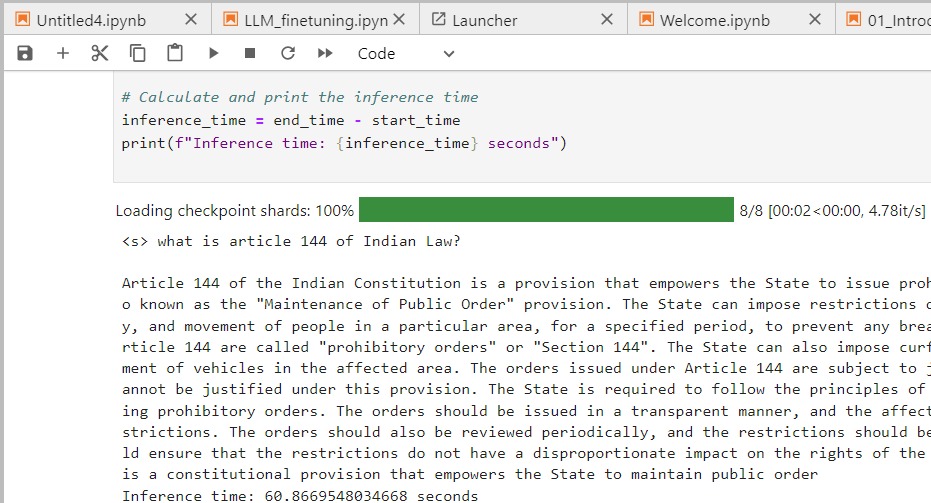 Untitled4.ipynb LLM_finetuning.ipyn Launcher Welcome.ipynb 01_Introd
Code
# Calculate and print the inference time
inference_time = end_time - start_time
print(f"Inference time: {inference_time} seconds")
Loading checkpoint shards: 100% 8/8 [00:02<00:00, 4.78it/s]
<s> what is article 144 of Indian Law?
Article 144 of the Indian Constitution is a provision that empowers the State to issue proh
o known as the "Maintenance of Public Order" provision. The State can impose restrictions o
y, and movement of people in a particular area, for a specified period, to prevent any brea
rticle 144 are called "prohibitory orders" or "Section 144". The State can also impose curf
ment of vehicles in the affected area. The orders issued under Article 144 are subject to j
annot be justified under this provision. The State is required to follow the principles of
ing prohibitory orders. The orders should be issued in a transparent manner, and the affect
strictions. The orders should also be reviewed periodically, and the restrictions should be
ld ensure that the restrictions do not have a disproportionate impact on the rights of the
is a constitutional provision that empowers the State to maintain public order
Inference time: 60.8669548034668 seconds